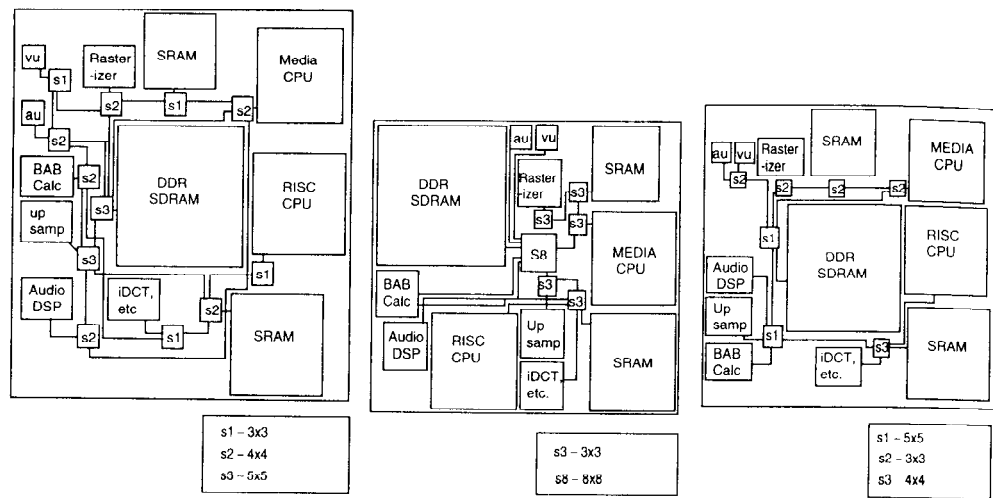 vu
Raster
-izer
SRAM
Media
CPU
s1
s2
s1
s2
au
s2
BAB
Calc
s2
DDR
SDRAM
RISC
CPU
s3
up
samp
s3
s1
Audio
DSP
iDCT,
etc
s2
s2
s1
SRAM
s1 – 3x3
s2 – 4x4
s3 – 5x5
DDR
SDRAM
au
vu
Raster
-izer
s3
SRAM
s3
s3
S8
MEDIA
CPU
BAB
Calc
s3
s3
Audio
DSP
RISC
CPU
Up
samp
SRAM
iDCT,
etc.
s3 – 3x3
s8 – 8x8
au
vu
Raster
-izer
SRAM
MEDIA
CPU
s2
s2
s2
s2
s1
DDR
SDRAM
RISC
CPU
Audio
DSP
Up
samp
s1
BAB
Calc
s3
iDCT,
etc.
SRAM
s1 – 5x5
s2 – 3x3
s3 4x4